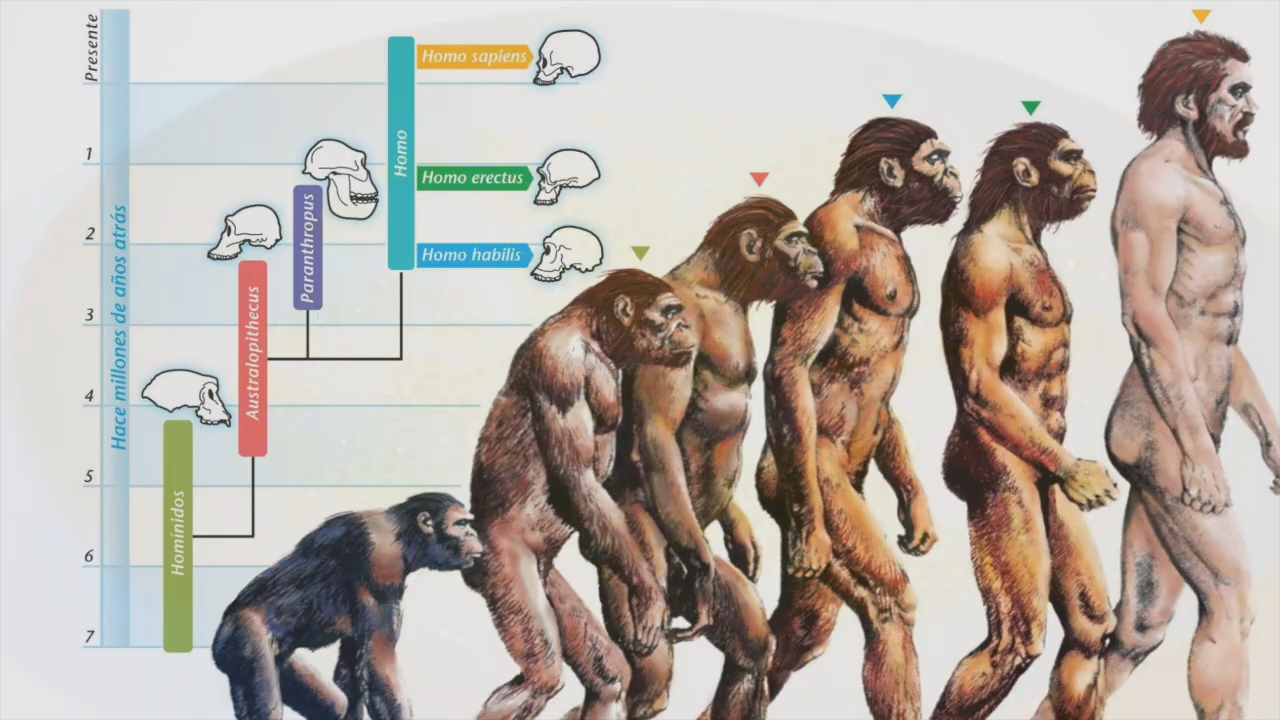 Presente
1
2
3
4
5
6
7
Hace millones de años atrás
Homínidos
Australopithecus
Paranthropus
Homo
Homo sapiens
Homo erectus
Homo habilis